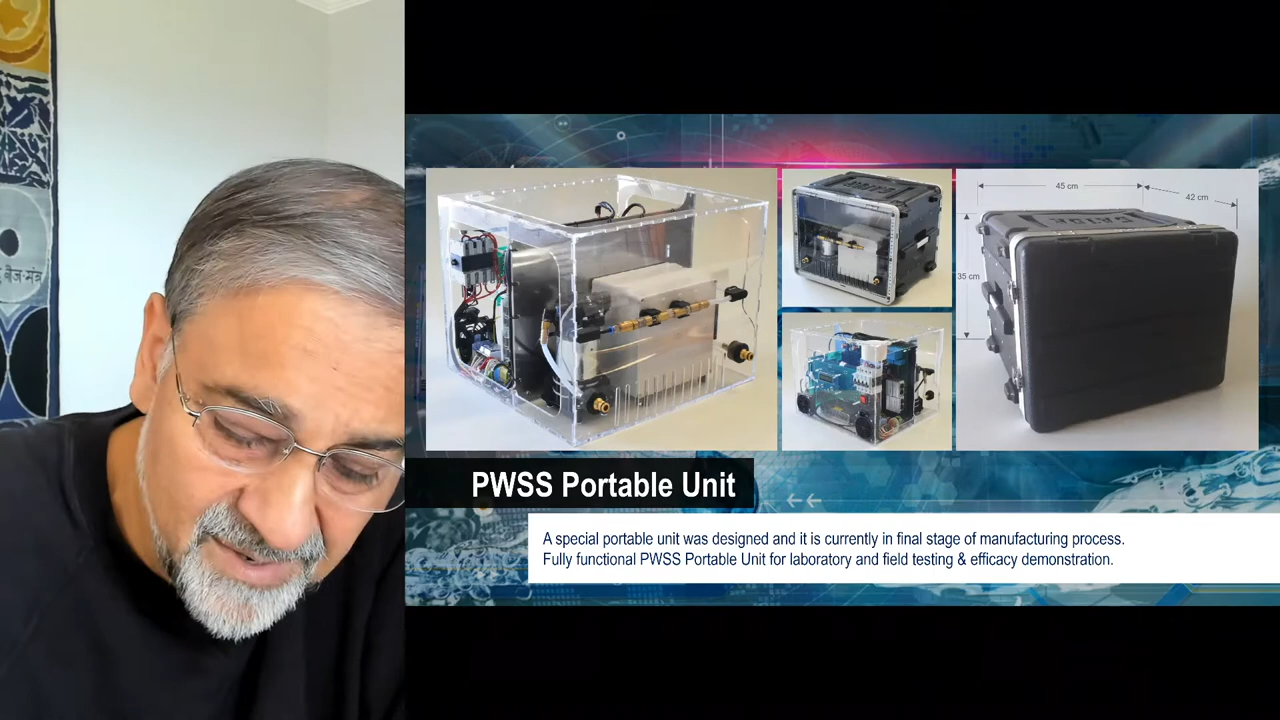 45 cm
42 cm
35 cm
बैज-मंत्र
PWSS Portable Unit
A special portable unit was designed and it is currently in final stage of manufacturing process.
Fully functional PWSS Portable Unit for laboratory and field testing & efficacy demonstration.